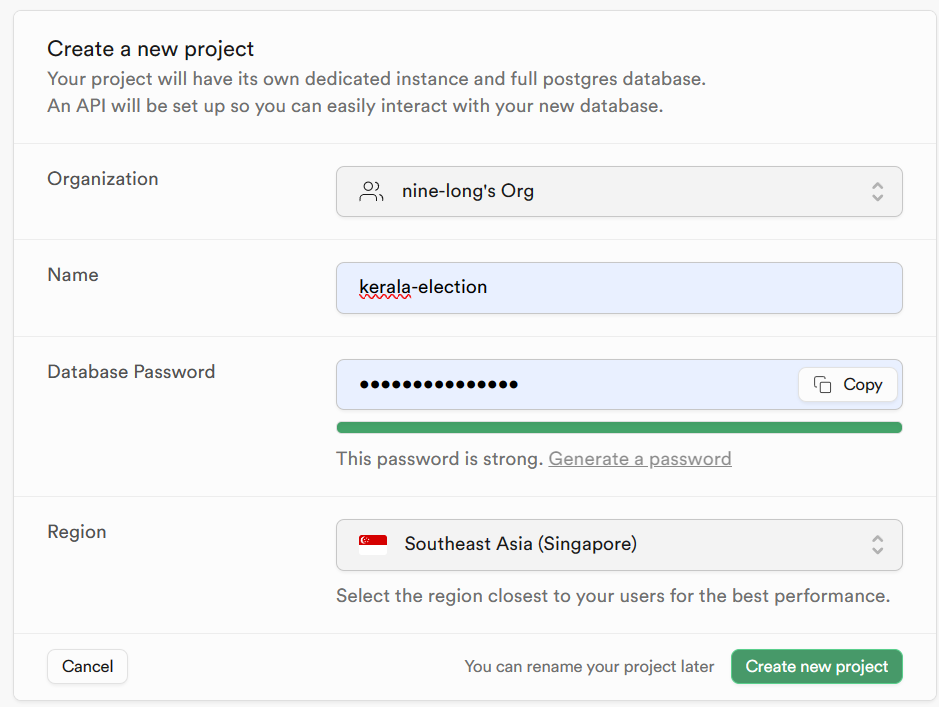 Create a new project
Your project will have its own dedicated instance and full postgres database.
An API will be set up so you can easily interact with your new database.
Organization
nine-long's Org
Name
kerala-election
Database Password
•••••••••••••••
Copy
This password is strong. Generate a password
Region
Southeast Asia (Singapore)
Select the region closest to your users for the best performance.
Cancel
You can rename your project later
Create new project